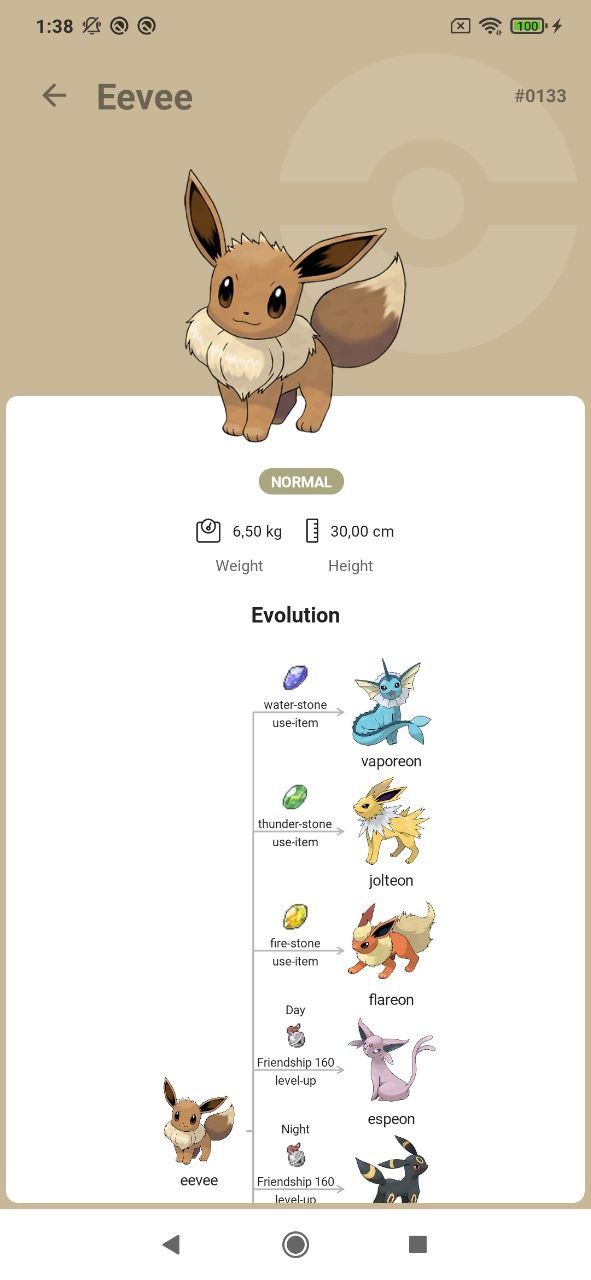 1:38
100
Eevee
#0133
NORMAL
6,50 kg
30,00 cm
Weight
Height
Evolution
water-stone
use-item
vaporeon
thunder-stone
use-item
jolteon
fire-stone
use-item
flareon
Day
Friendship 160
level-up
espeon
Night
eevee
Friendship 160
level-up